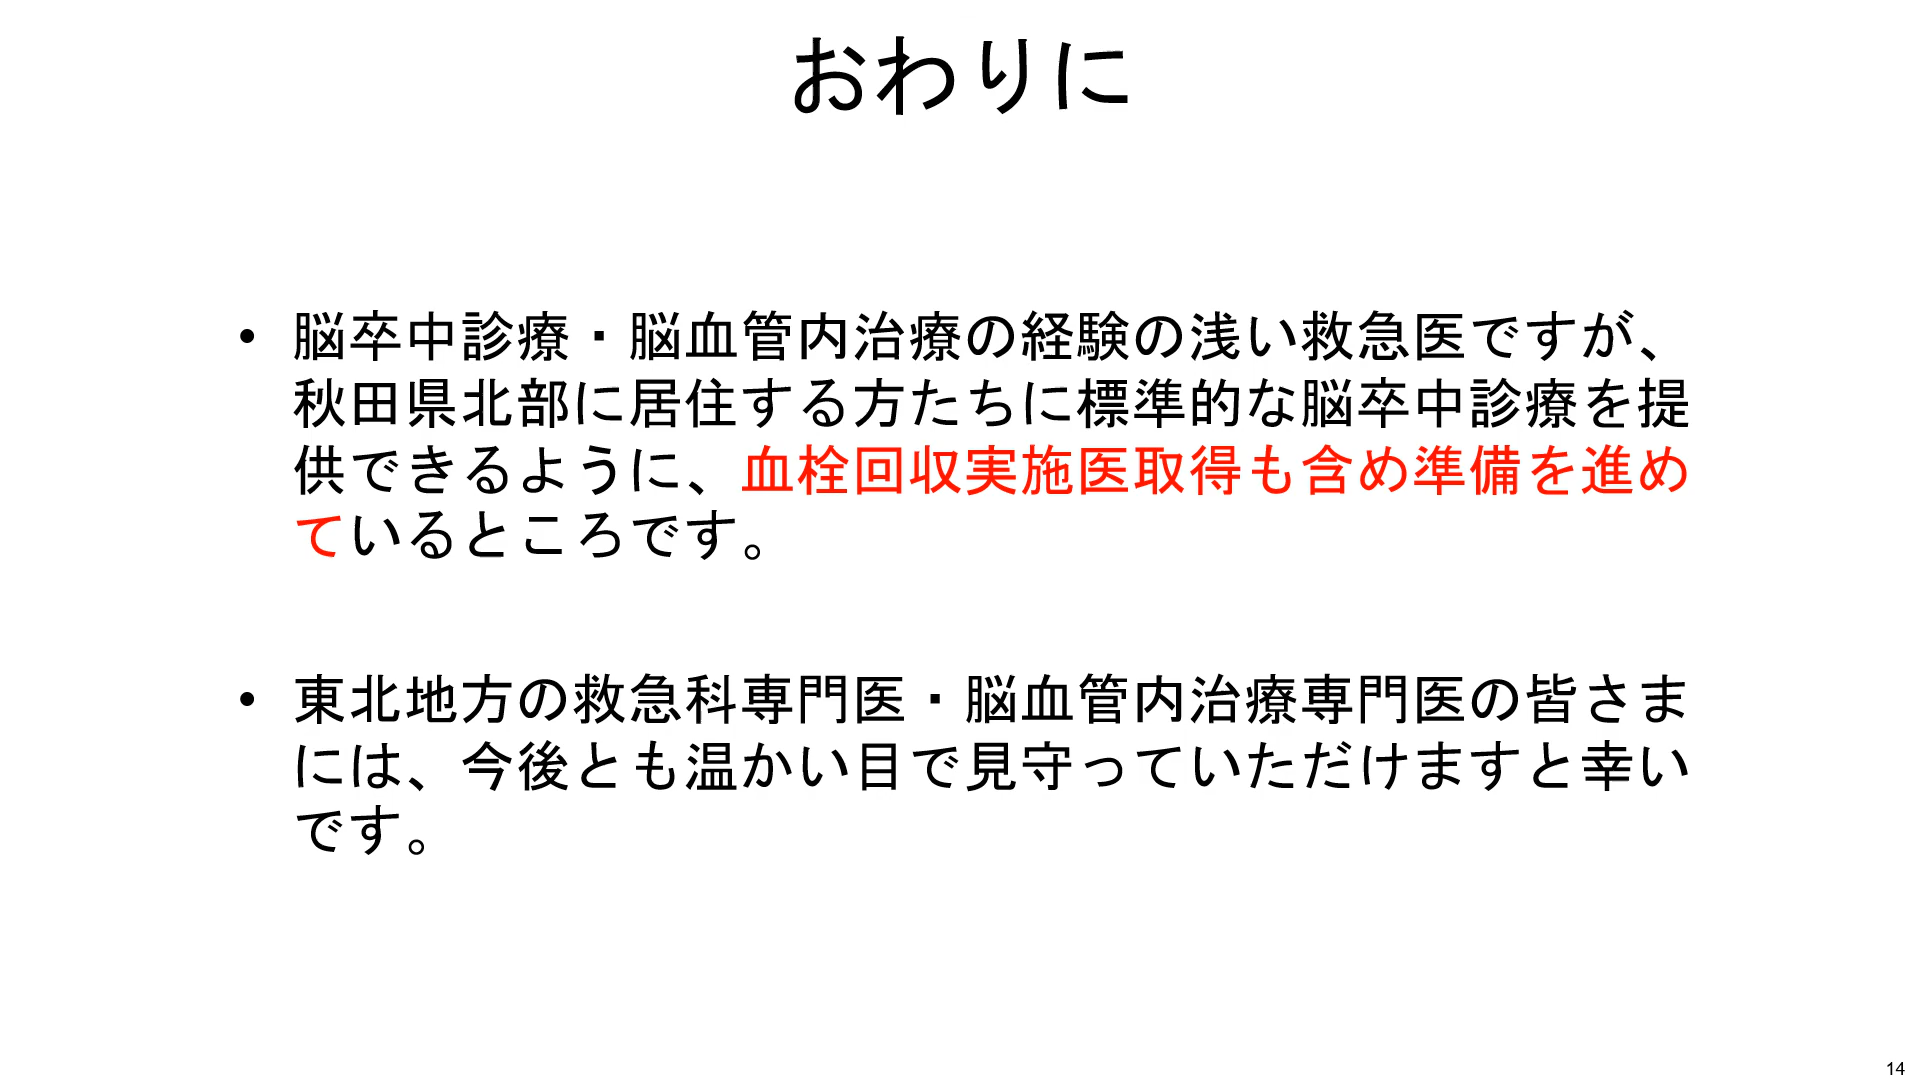 おわりに
• 脳卒中診療・脳血管内治療の経験の浅い救急医ですが、
秋田県北部に居住する方たちに標準的な脳卒中診療を提
供できるように、血栓回収実施医取得も含め準備を進め
ているところです。
• 東北地方の救急科専門医・脳血管内治療専門医の皆さま
には、今後とも温かい目で見守っていただけますと幸い
です。
14